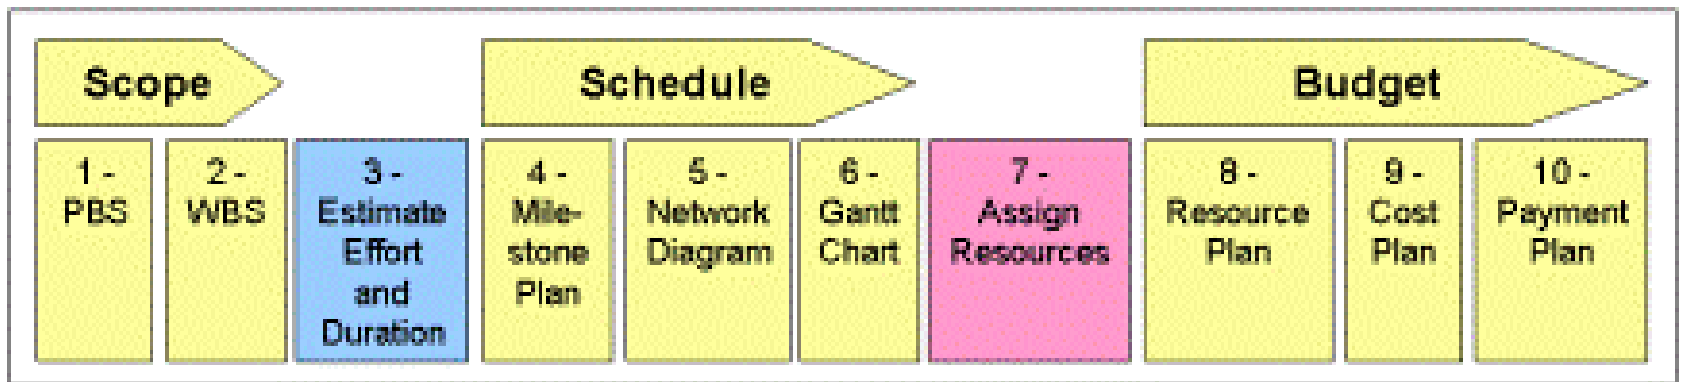 Scope
Schedule
Budget
1 -
PBS
2 -
WBS
3 -
Estimate
Effort
and
Duration
4 -
Mile-
stone
Plan
5 -
Network
Diagram
6 -
Gantt
Chart
7 -
Assign
Resources
8 -
Resource
Plan
9 -
Cost
Plan
10 -
Payment
Plan